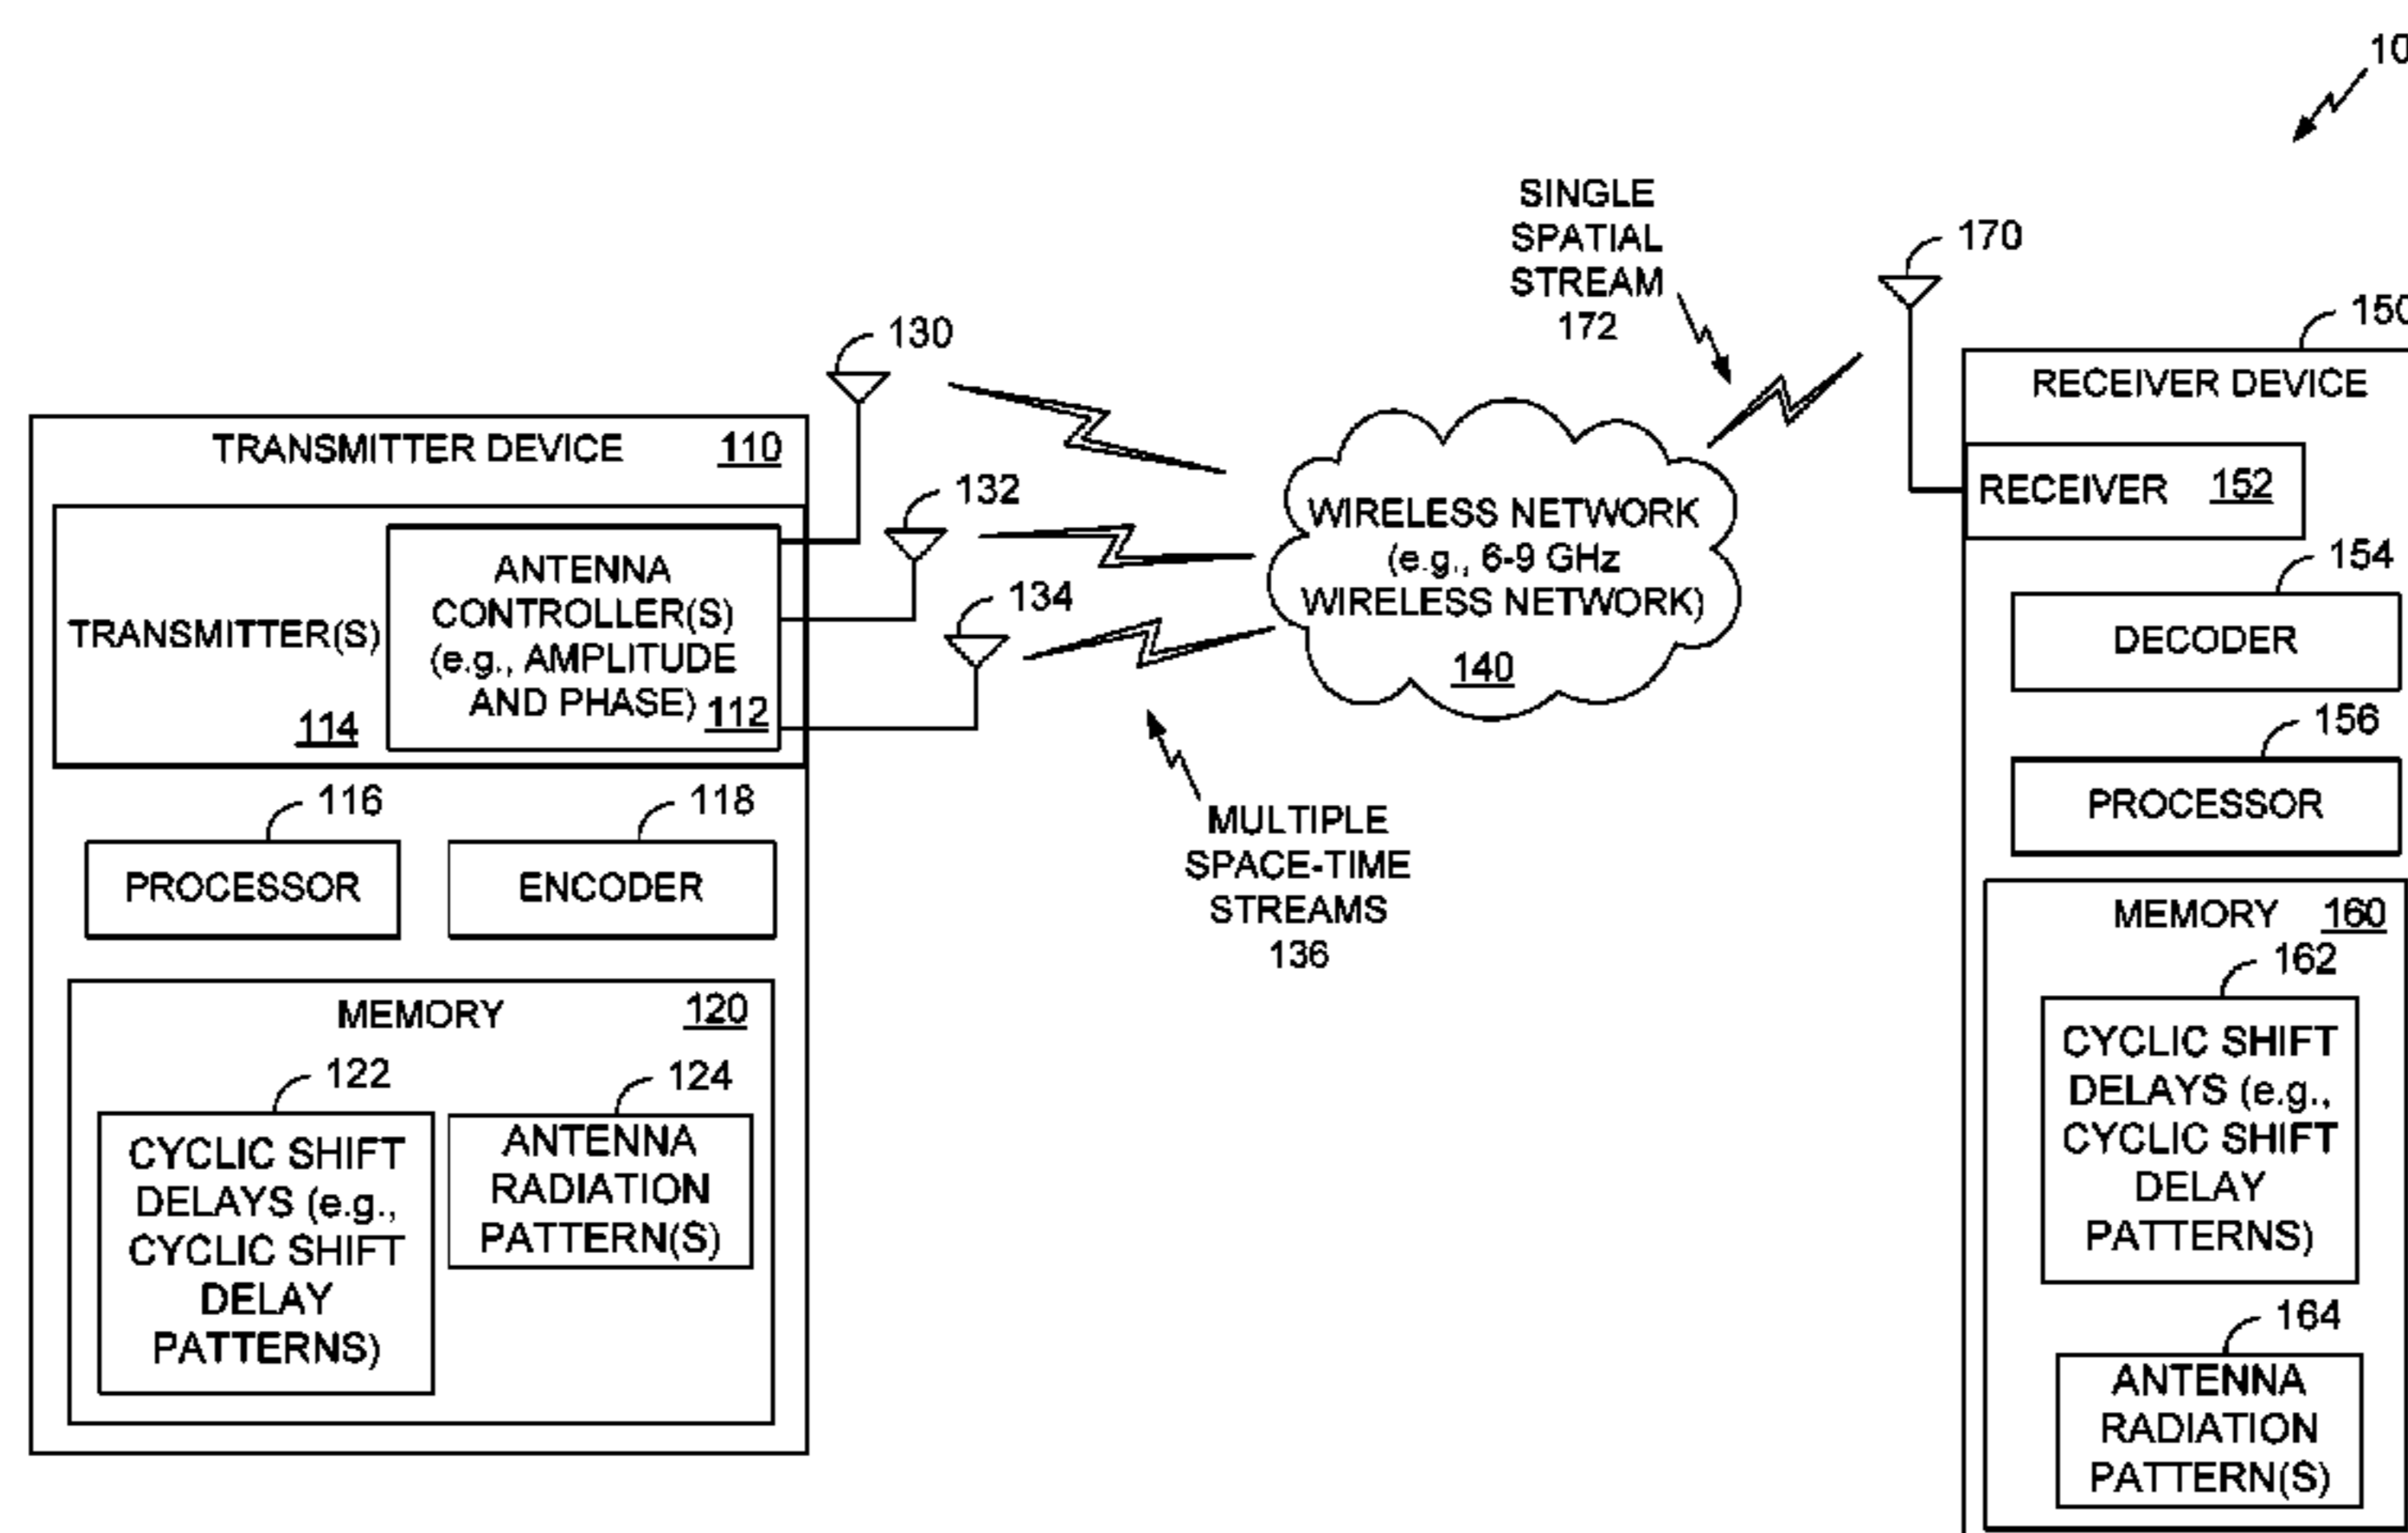 10
SINGLE
SPATIAL
STREAM
172
170
150
RECEIVER DEVICE
RECEIVER 152
154
DECODER
156
PROCESSOR
MEMORY 160
162
CYCLIC SHIFT
DELAYS (e.g.,
CYCLIC SHIFT
DELAY
PATTERNS)
164
ANTENNA
RADIATION
PATTERN(S)
130
132
134
TRANSMITTER DEVICE 110
TRANSMITTER(S)
114
ANTENNA
CONTROLLER(S)
(e.g., AMPLITUDE
AND PHASE) 112
WIRELESS NETWORK
(e.g., 6-9 GHz
WIRELESS NETWORK)
140
MULTIPLE
SPACE-TIME
STREAMS
136
116
PROCESSOR
118
ENCODER
MEMORY 120
122
CYCLIC SHIFT
DELAYS (e.g.,
CYCLIC SHIFT
DELAY
PATTERNS)
124
ANTENNA
RADIATION
PATTERN(S)